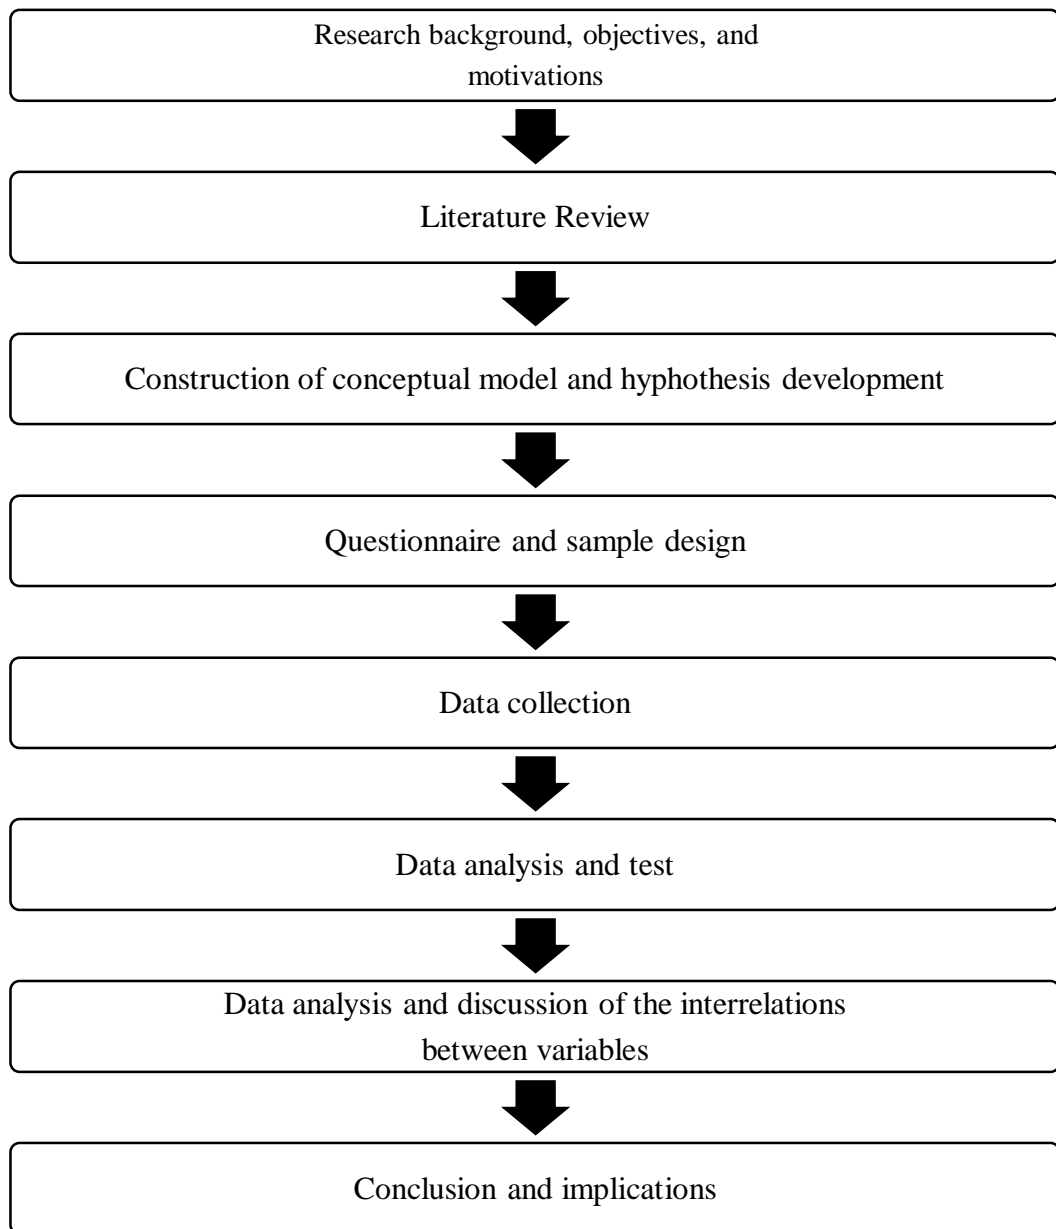 Research background, objectives, and
motivations
Literature Review
Construction of conceptual model and hyphothesis development
Questionnaire and sample design
Data collection
Data analysis and test
Data analysis and discussion of the interrelations
between variables
Conclusion and implications